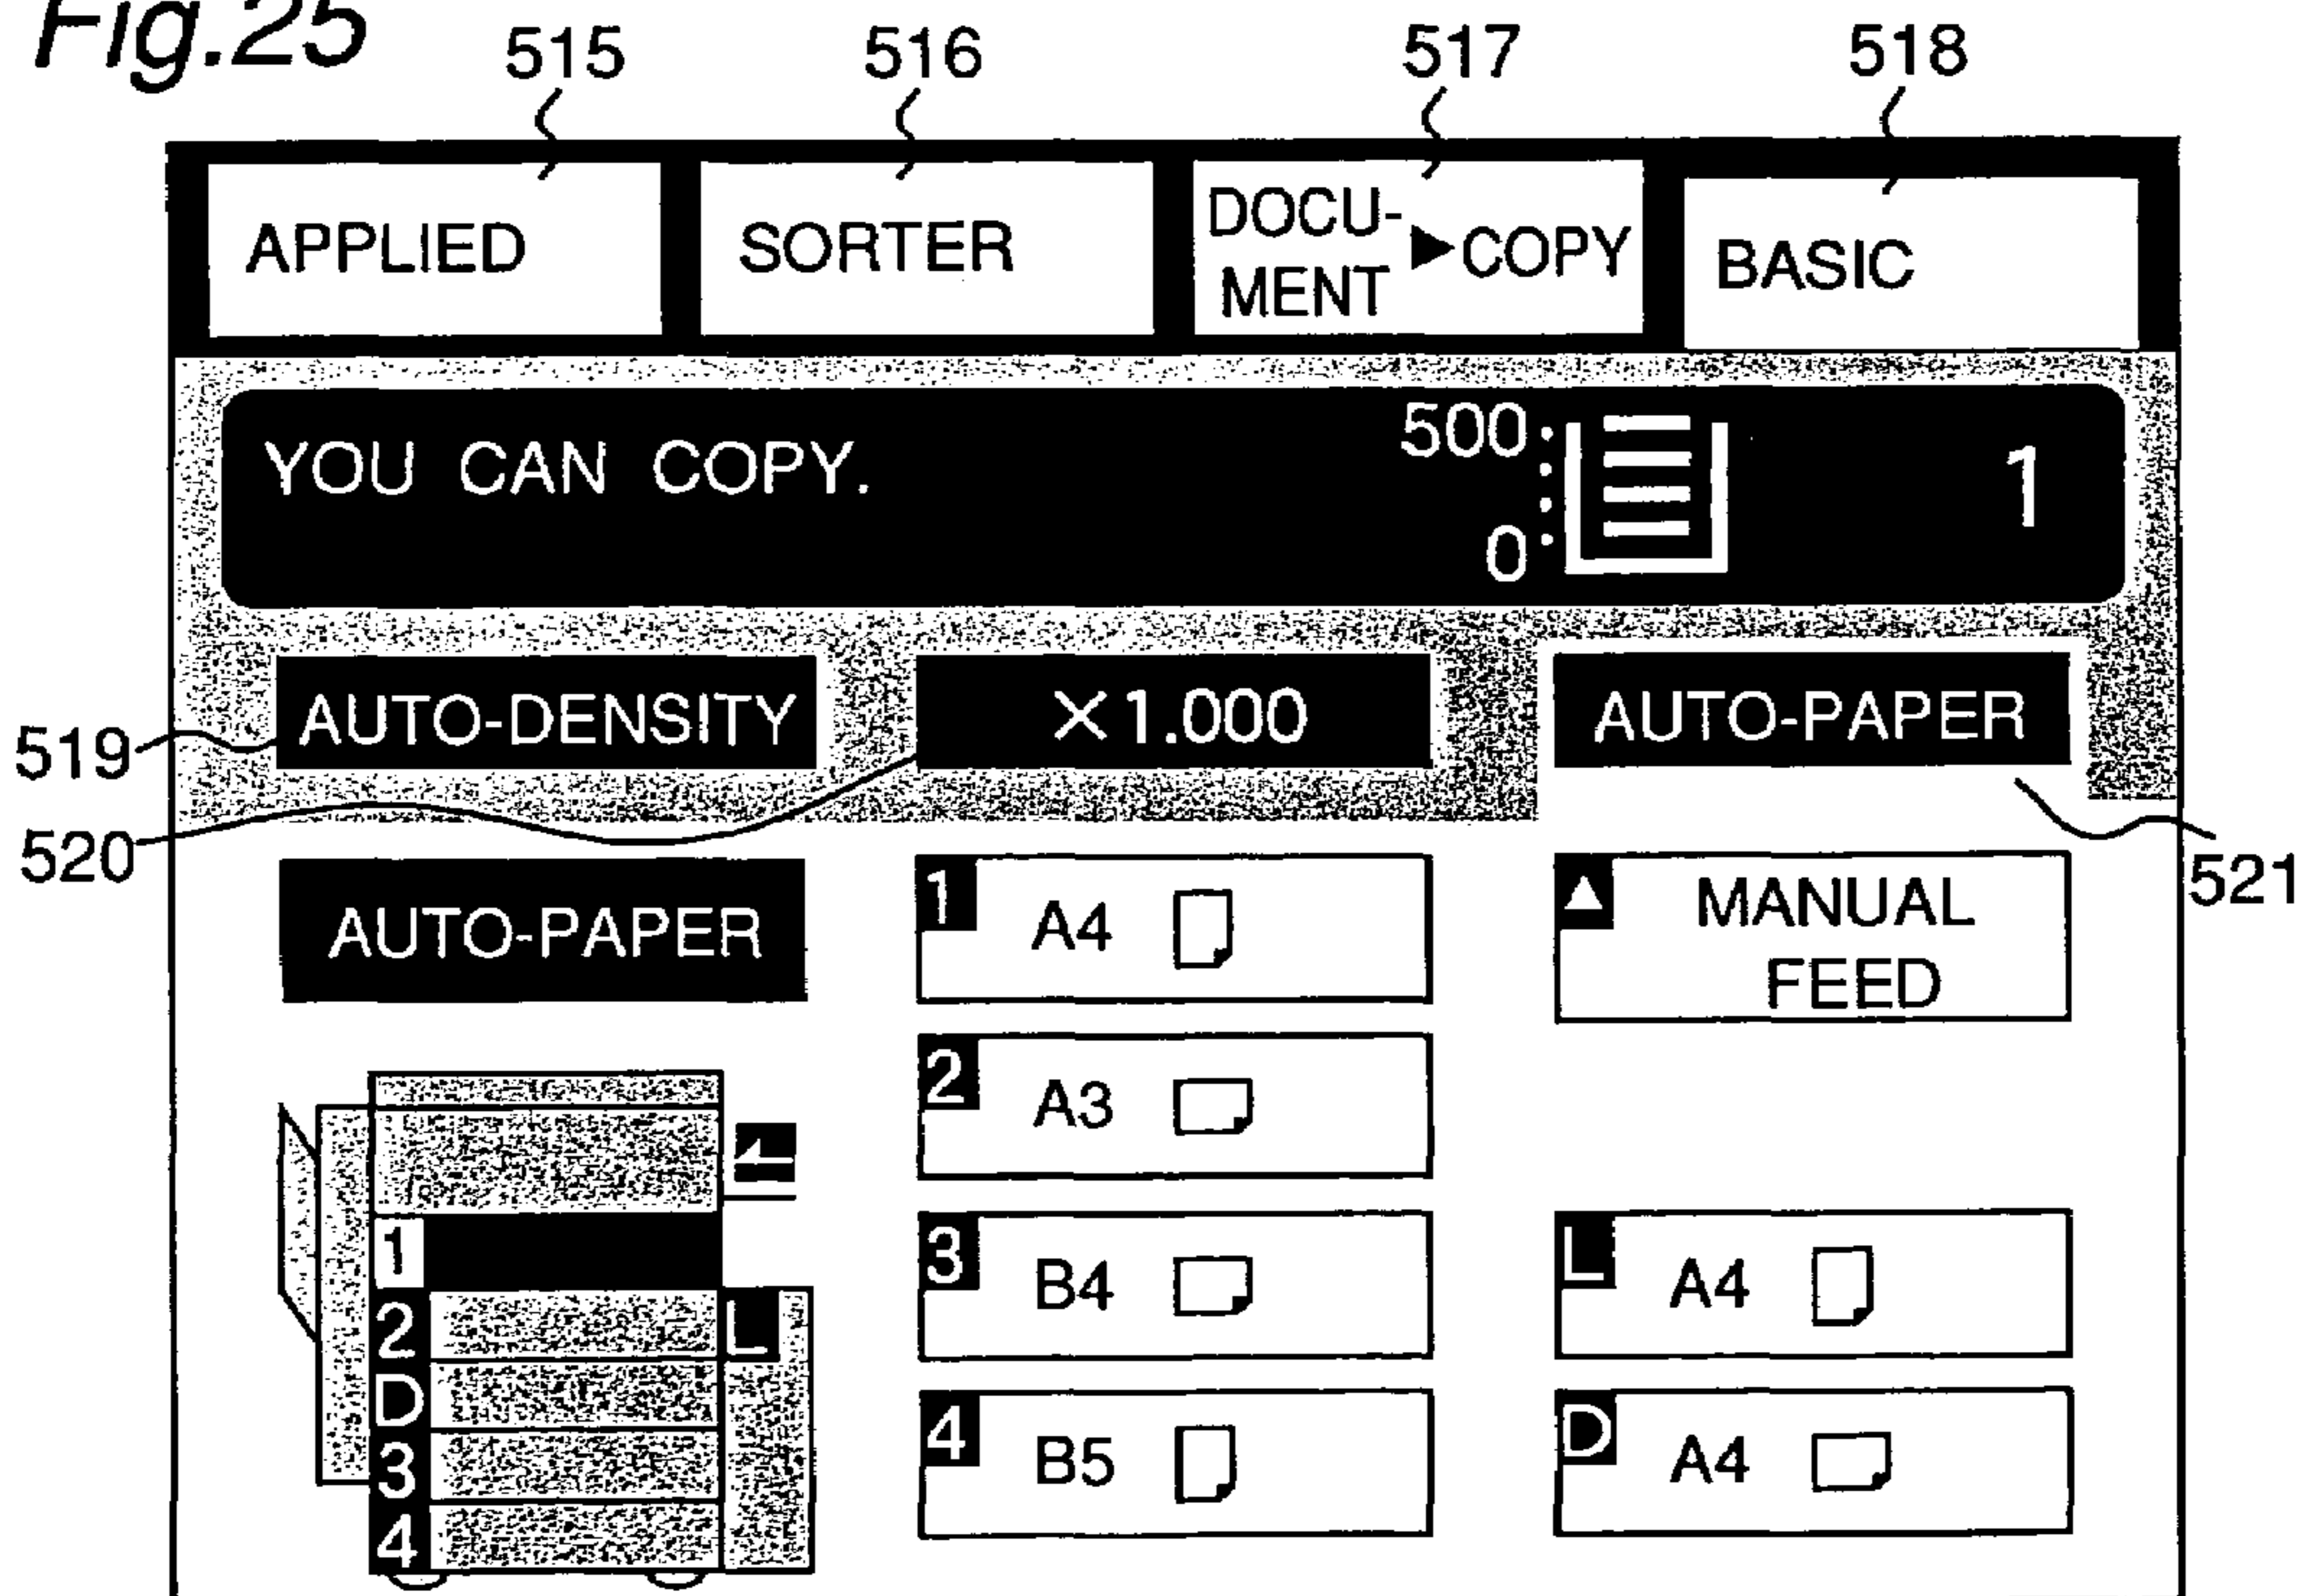 Fig.25
515 516 517 518
APPLIED SORTER DOCU-MENT ▶COPY BASIC
YOU CAN COPY. 500 0 1
AUTO-DENSITY ×1.000 AUTO-PAPER
519
520
521
AUTO-PAPER 1 A4 MANUAL FEED
2 A3
1
3 B4 L A4
2 L
D
4 B5 D A4
3
4